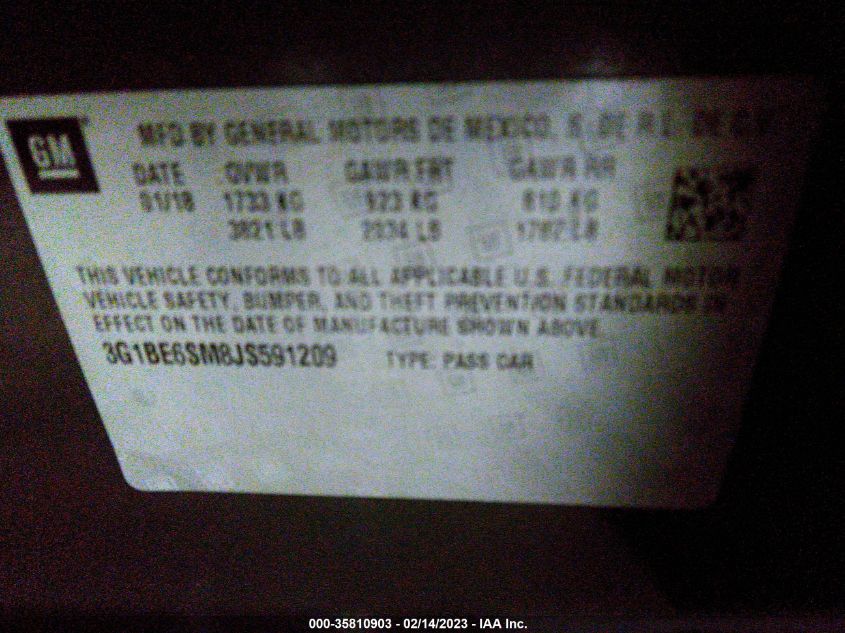 GM
MFD BY GENERAL MOTORS DE MEXICO, S. DE R.L. DE C.V.
DATE GVWR GAWR FRT GAWR RR
01/18 1733 KG 923 KG 810 KG
3821 LB 2034 LB 1782 LB
THIS VEHICLE CONFORMS TO ALL APPLICABLE U.S. FEDERAL MOTOR
VEHICLE SAFETY, BUMPER, AND THEFT PREVENTION STANDARDS IN
EFFECT ON THE DATE OF MANUFACTURE SHOWN ABOVE.
3G1BE6SM8JS591209 TYPE: PASS CAR
000-35810903 - 02/14/2023 - IAA Inc.